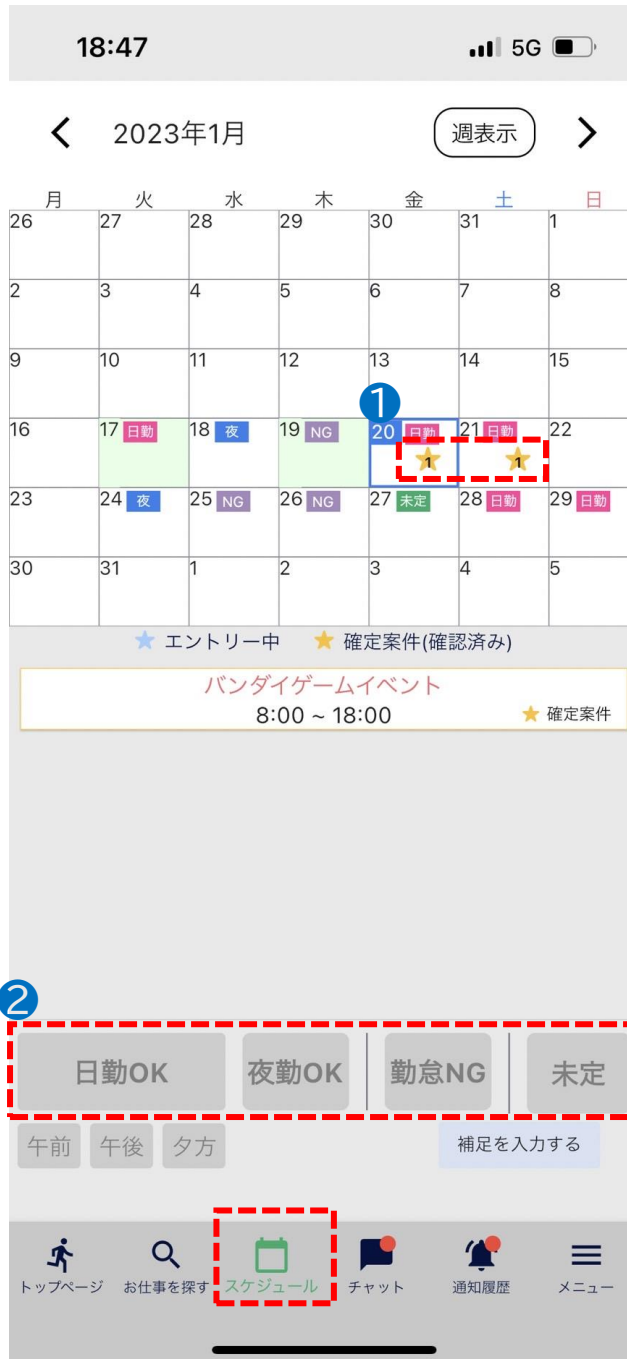 18:47 5G
2023年1月 週表示
月 火 水 木 金 土 日
26 27 28 29 30 31 1
2 3 4 5 6 7 8
9 10 11 12 13 14 15
1
16 17 日勤 18 夜 19 NG 20 日勤 21 日勤 22
1 1
23 24 夜 25 NG 26 NG 27 未定 28 日勤 29 日勤
30 31 1 2 3 4 5
エントリー中 確定案件(確認済み)
バンダイゲームイベント
8:00 ~ 18:00 確定案件
2
日勤OK 夜勤OK 勤怠NG 未定
午前 午後 夕方 補足を入力する
トップページ お仕事を探す スケジュール チャット 通知履歴 メニュー